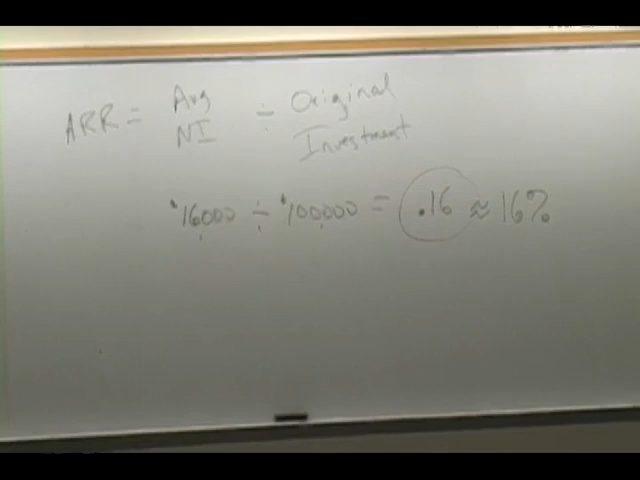 ARR = Avg NI ÷ Original Investment
$16000 ÷ $100,000 = .16 ≈ 16%